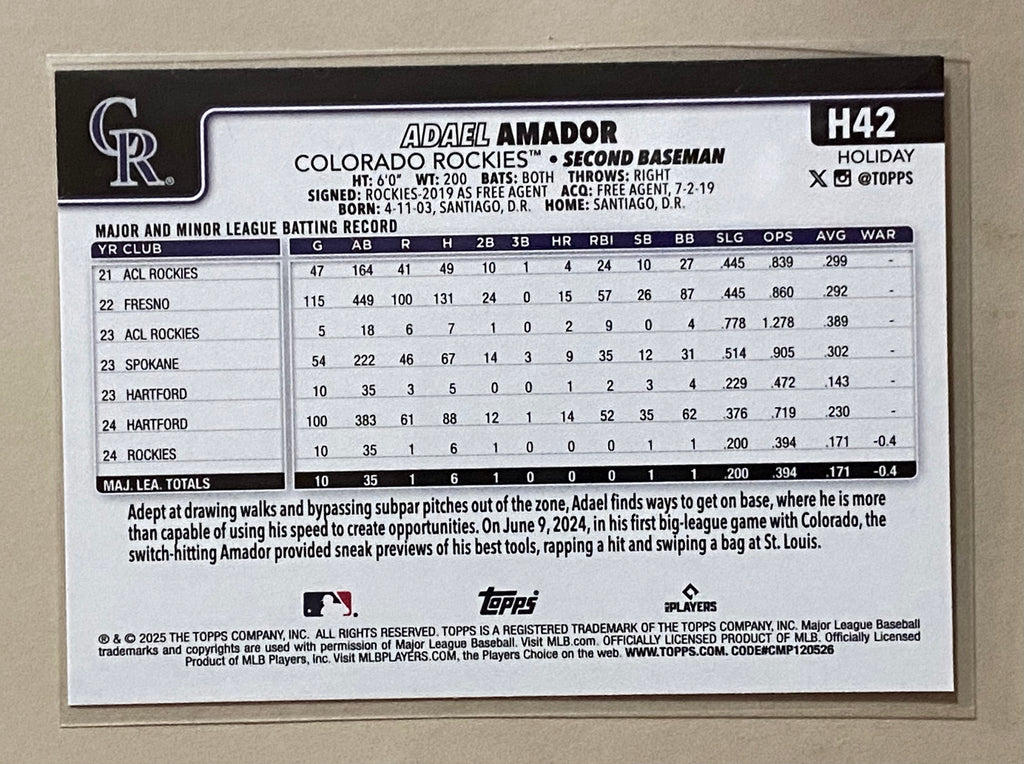 CR®
H42
ADAEL AMADOR
HOLIDAY
COLORADO ROCKIES™ • SECOND BASEMAN
X @TOPPS
HT: 6'0" WT: 200 BATS: BOTH THROWS: RIGHT
SIGNED: ROCKIES-2019 AS FREE AGENT ACQ: FREE AGENT, 7-2-19
BORN: 4-11-03, SANTIAGO, D.R. HOME: SANTIAGO, D.R.
MAJOR AND MINOR LEAGUE BATTING RECORD
YR CLUB G AB R H 2B 3B HR RBI SB BB SLG OPS AVG WAR
21 ACL ROCKIES 47 164 41 49 10 1 4 24 10 27 .445 .839 .299 -
22 FRESNO 115 449 100 131 24 0 15 57 26 87 .445 .860 .292 -
23 ACL ROCKIES 5 18 6 7 1 0 2 9 0 4 .778 1.278 .389 -
23 SPOKANE 54 222 46 67 14 3 9 35 12 31 .514 .905 .302 -
23 HARTFORD 10 35 3 5 0 0 1 2 3 4 .229 .472 .143 -
24 HARTFORD 100 383 61 88 12 1 14 52 35 62 .376 .719 .230 -
24 ROCKIES 10 35 1 6 1 0 0 0 1 1 .200 .394 .171 -0.4
MAJ. LEA. TOTALS 10 35 1 6 1 0 0 0 1 1 .200 .394 .171 -0.4
Adept at drawing walks and bypassing subpar pitches out of the zone, Adael finds ways to get on base, where he is more
than capable of using his speed to create opportunities. On June 9, 2024, in his first big-league game with Colorado, the
switch-hitting Amador provided sneak previews of his best tools, rapping a hit and swiping a bag at St. Louis.
Topps
MLBPLAYERS
® & © 2025 THE TOPPS COMPANY, INC. ALL RIGHTS RESERVED. TOPPS IS A REGISTERED TRADEMARK OF THE TOPPS COMPANY, INC. Major League Baseball
trademarks and copyrights are used with permission of Major League Baseball. Visit MLB.com. OFFICIALLY LICENSED PRODUCT OF MLB. Officially Licensed
Product of MLB Players, Inc. Visit MLBPLAYERS.COM, the Players Choice on the web. WWW.TOPPS.COM. CODE#CMP120526